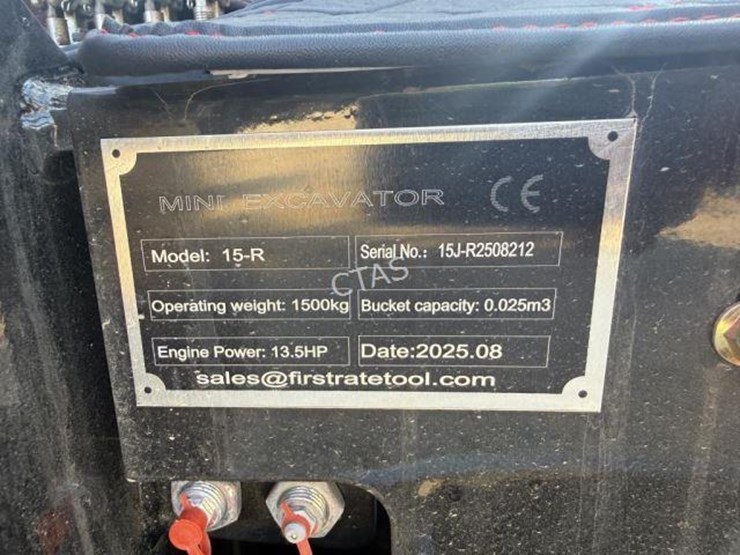 MINI EXCAVATOR CE
Model: 15-R Serial No.: 15J-R2508212
CTAS
Operating weight: 1500kg Bucket capacity: 0.025m3
Engine Power: 13.5HP Date:2025.08
sales@firstratetool.com